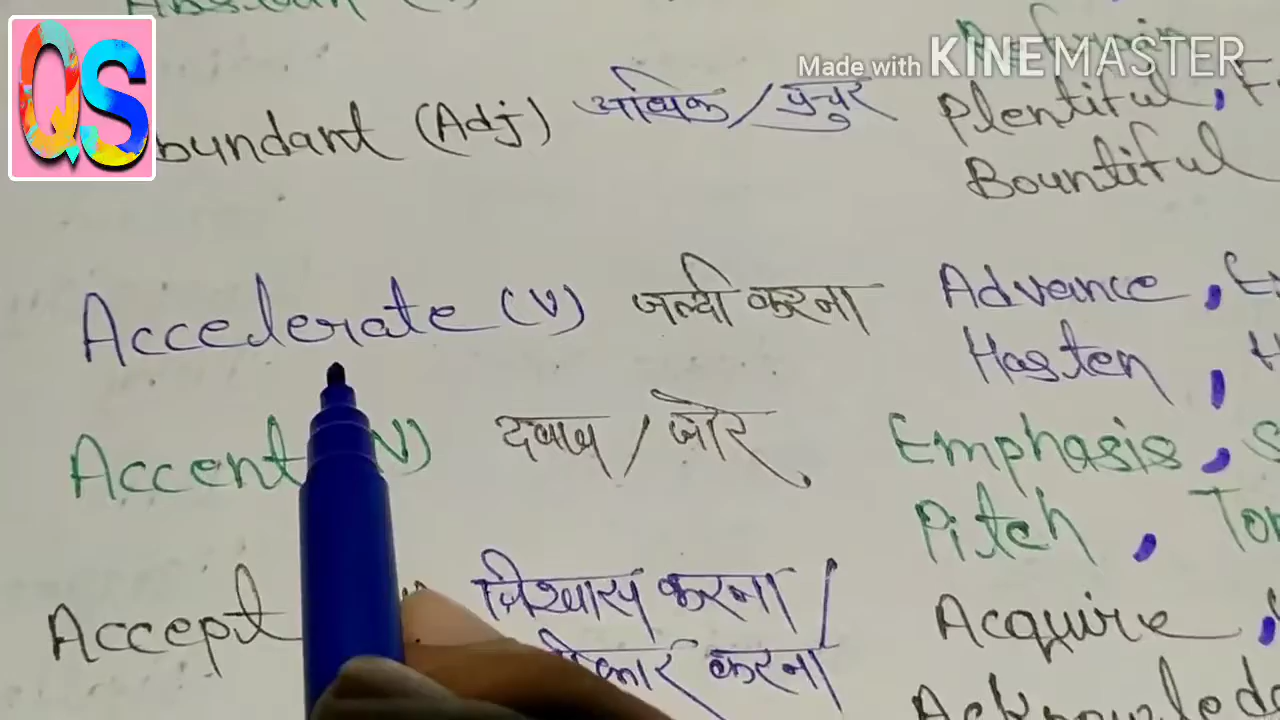 QS
Made with KINEMASTER
bundant (Adj) अधिक / प्रचुर Plentiful,
Bountiful
Accelerate (V) जल्दी करना Advance,
Hasten,
Accent (V) दबाव / जोर Emphasis,
Pitch,
Accept विश्वास करना / Acquire,
करना